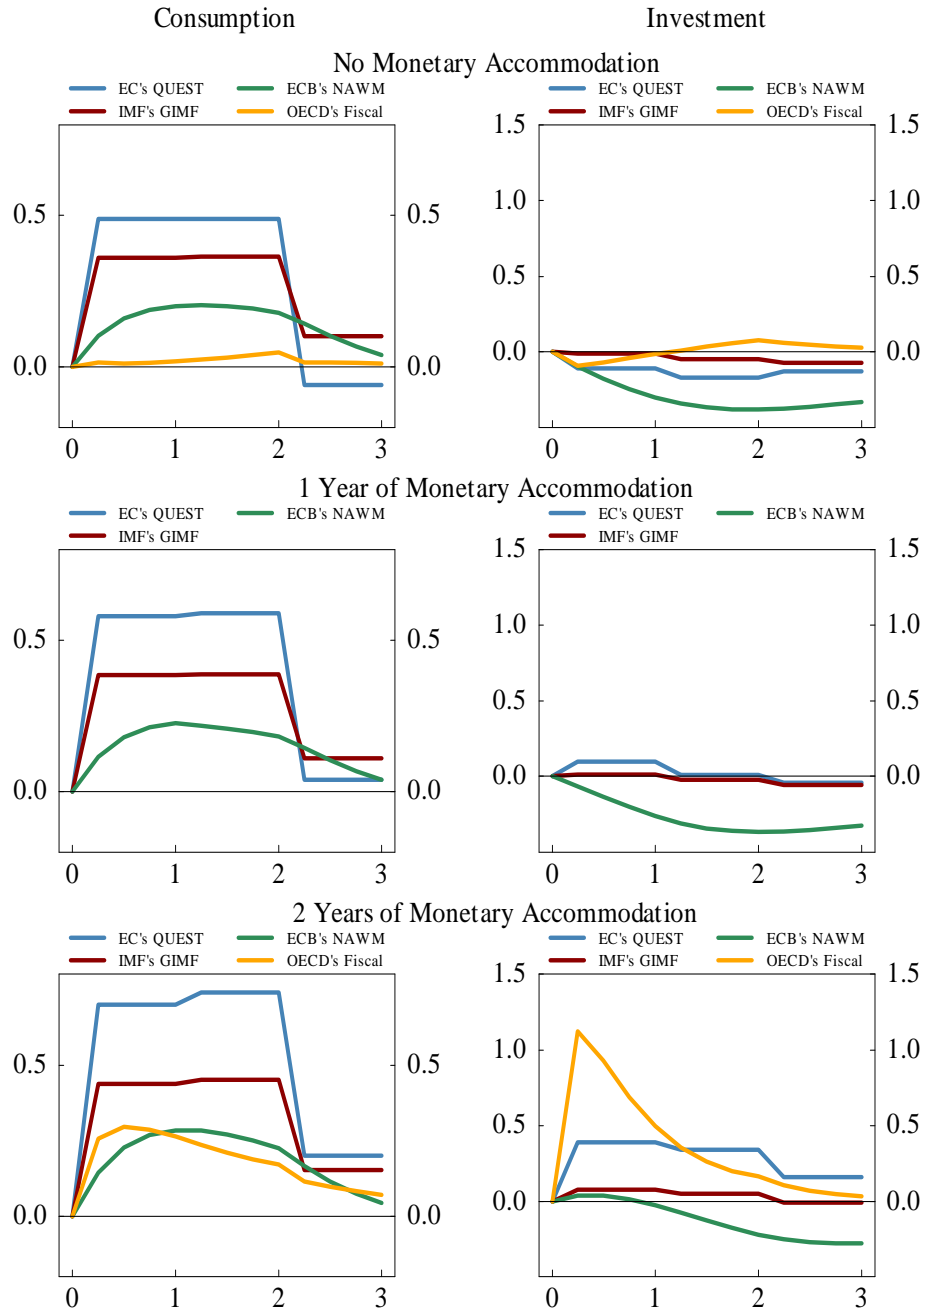 Consumption Investment
No Monetary Accommodation
EC's QUEST ECB's NAWM EC's QUEST ECB's NAWM
IMF's GIMF OECD's Fiscal IMF's GIMF OECD's Fiscal
1.5 1.5
1.0 1.0
0.5 0.5
0.5 0.5
0.0 0.0
0.0 0.0
0 1 2 3 0 1 2 3
1 Year of Monetary Accommodation
EC's QUEST ECB's NAWM EC's QUEST ECB's NAWM
IMF's GIMF IMF's GIMF
1.5 1.5
1.0 1.0
0.5 0.5
0.5 0.5
0.0 0.0
0.0 0.0
0 1 2 3 0 1 2 3
2 Years of Monetary Accommodation
EC's QUEST ECB's NAWM EC's QUEST ECB's NAWM
IMF's GIMF OECD's Fiscal IMF's GIMF OECD's Fiscal
1.5 1.5
1.0 1.0
0.5 0.5
0.5 0.5
0.0 0.0
0.0 0.0
0 1 2 3 0 1 2 3